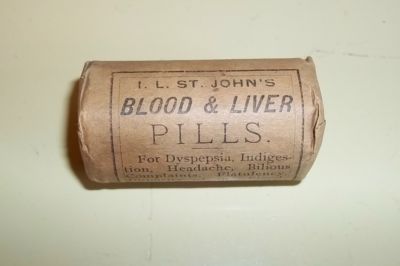 I. L. ST. JOHN'S
BLOOD & LIVER
PILLS.
For Dyspepsia, Indiges-
tion, Headache, Bilious
Complaints, Flatulency,